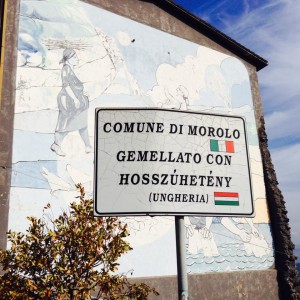 COMUNE DI MOROLO
GEMELLATO CON
HOSSZÚHETÉNY
(UNGHERIA)